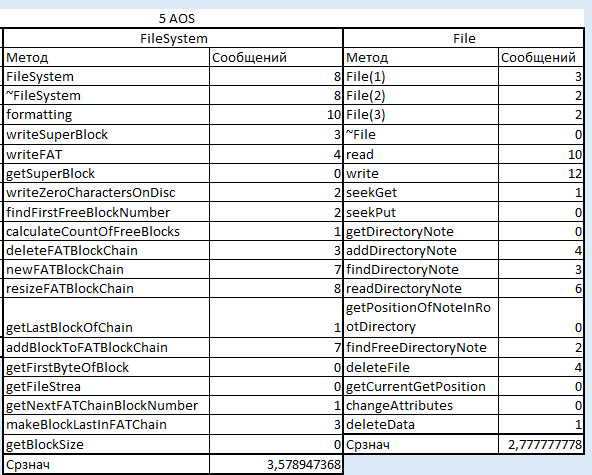 5 AOS
FileSystem File
Метод Сообщений Метод Сообщений
FileSystem 8 File(1) 3
~FileSystem 8 File(2) 2
formatting 10 File(3) 2
writeSuperBlock 3 ~File 0
writeFAT 4 read 10
getSuperBlock 0 write 12
writeZeroCharactersOnDisc 2 seekGet 1
findFirstFreeBlockNumber 2 seekPut 0
calculateCountOfFreeBlocks 1 getDirectoryNote 0
deleteFATBlockChain 3 addDirectoryNote 4
newFATBlockChain 7 findDirectoryNote 3
resizeFATBlockChain 8 readDirectoryNote 6
getPositionOfNoteInRo
getLastBlockOfChain 1 otDirectory 0
addBlockToFATBlockChain 7 findFreeDirectoryNote 2
getFirstByteOfBlock 0 deleteFile 4
getFileStrea 0 getCurrentGetPosition 0
getNextFATChainBlockNumber 1 changeAttributes 0
makeBlockLastInFATChain 3 deleteData 1
getBlockSize 0 Срзнач 2,777777778
Срзнач 3,578947368